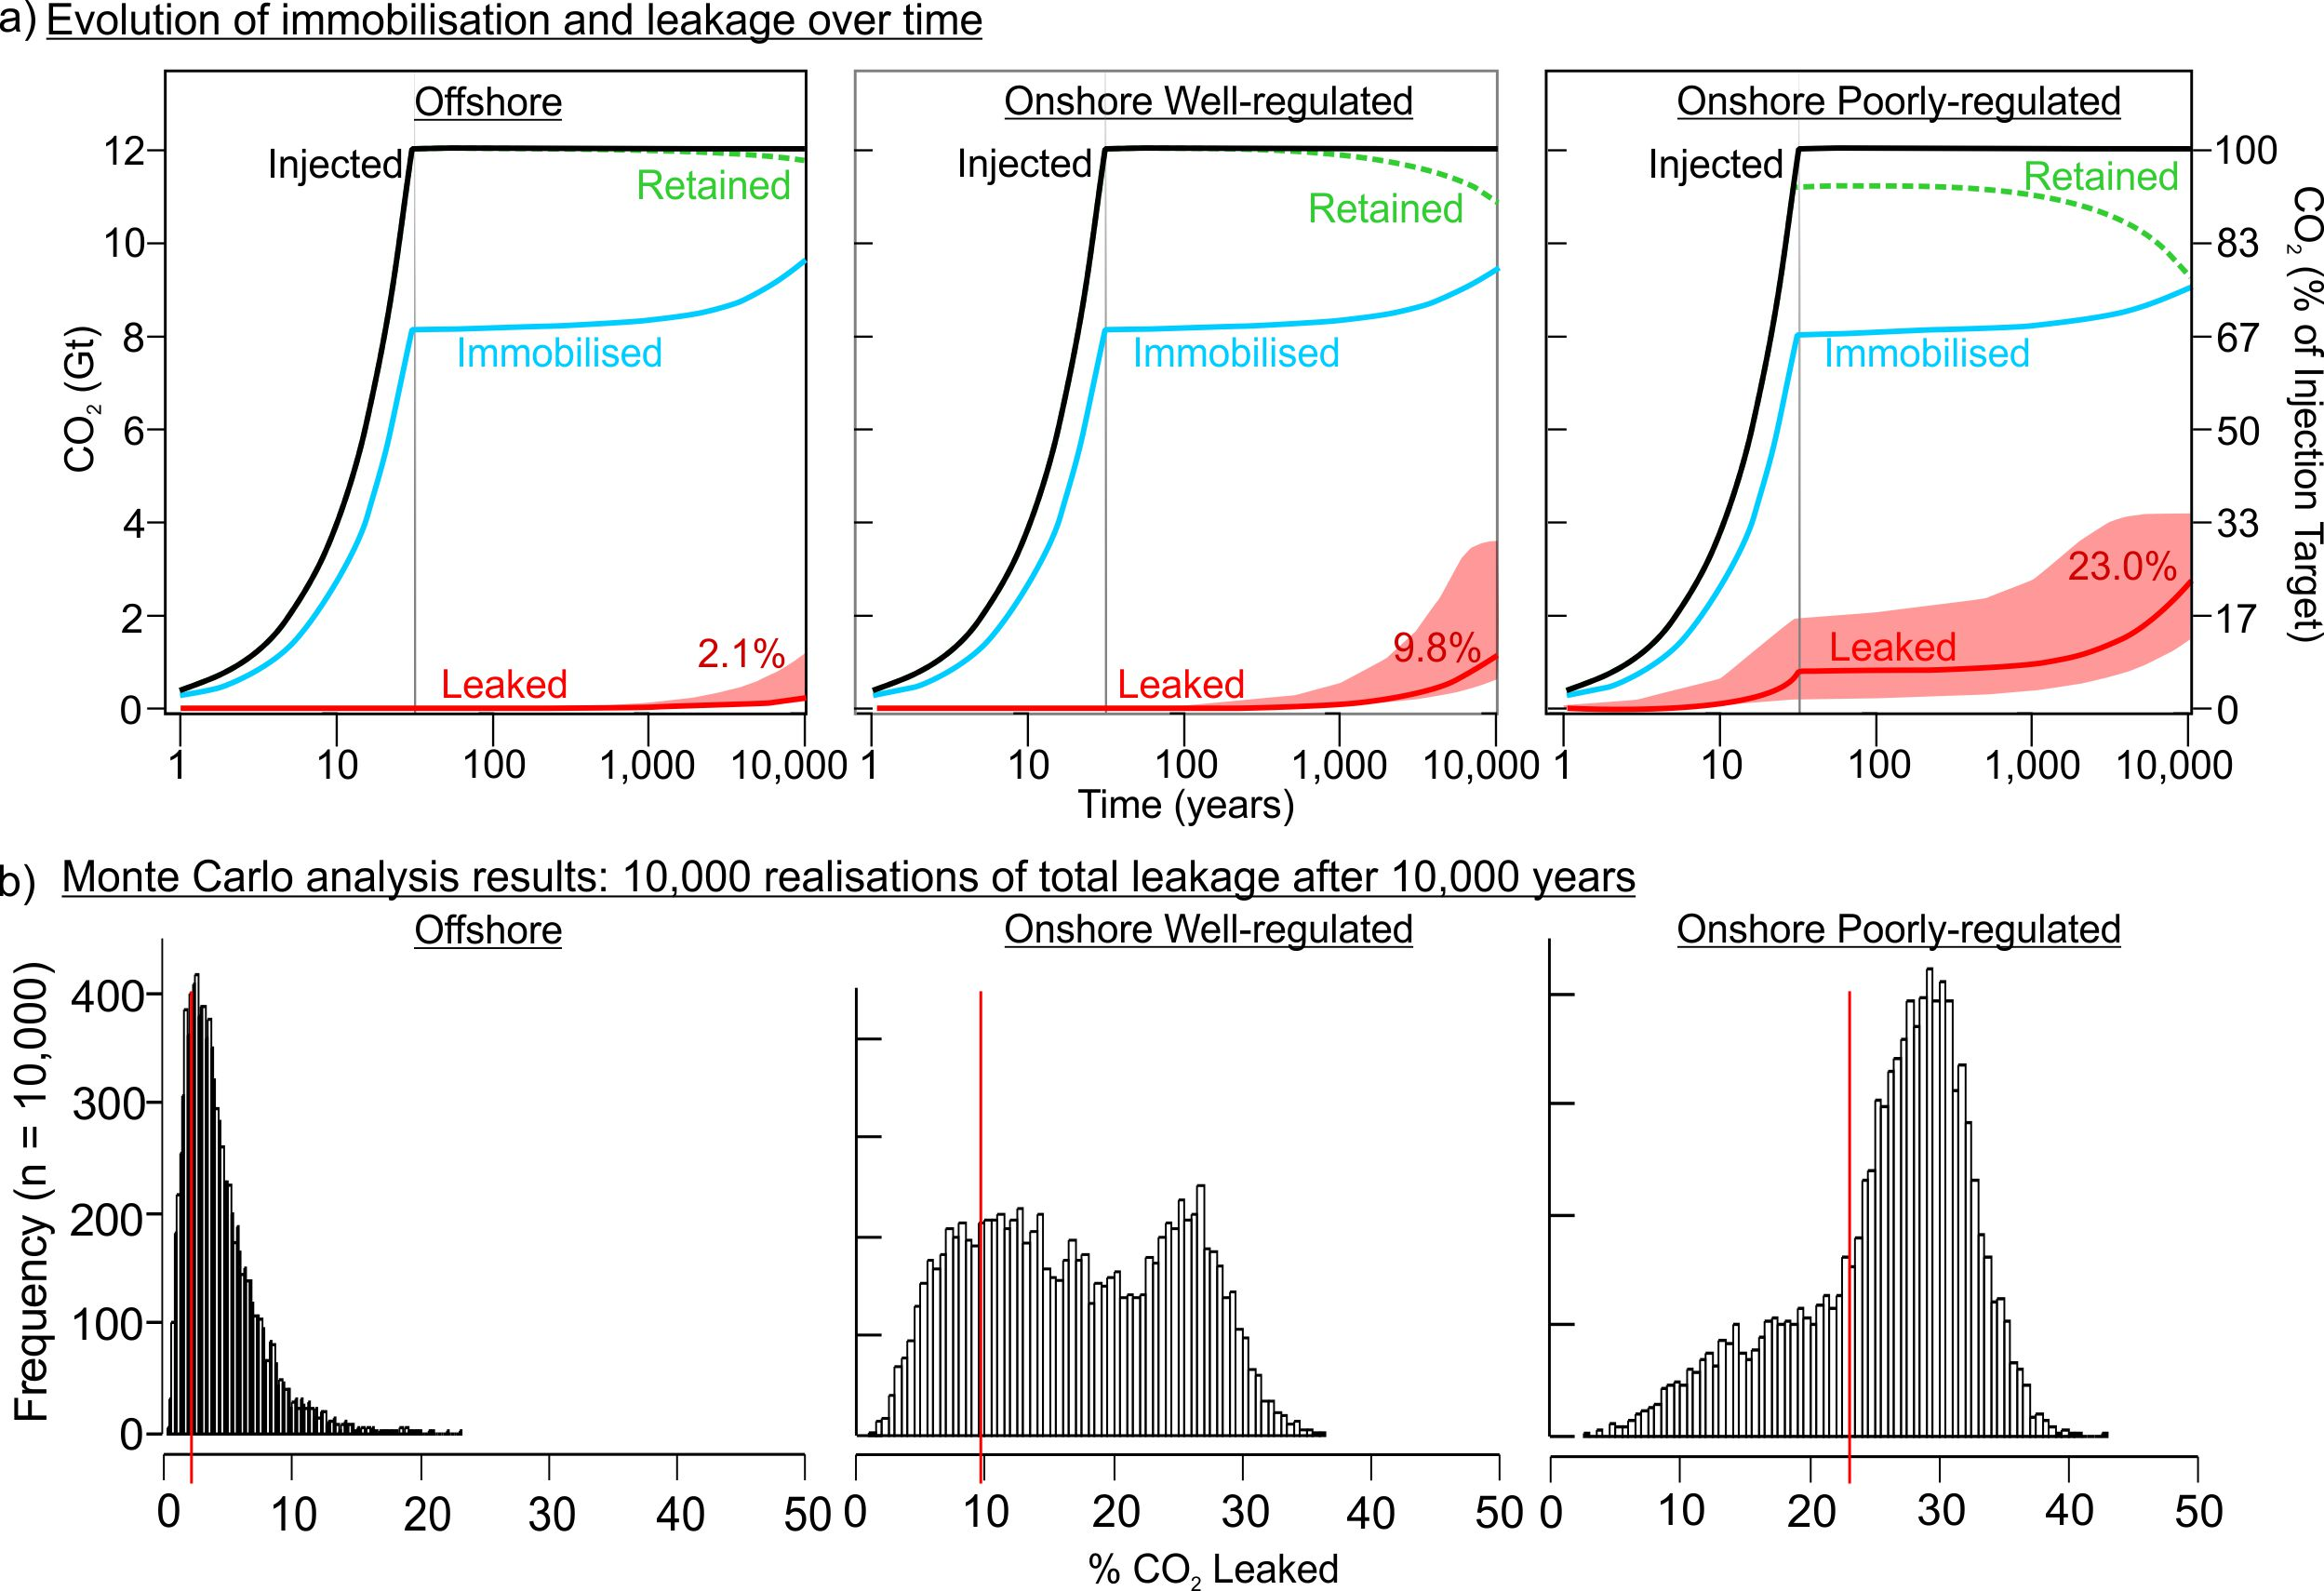 a) Evolution of immobilisation and leakage over time
Offshore
Onshore Well-regulated
Onshore Poorly-regulated
Injected
Retained
Immobilised
2.1%
Leaked
Injected
Retained
Immobilised
9.8%
Leaked
Injected
Retained
Immobilised
23.0%
Leaked
CO2 (Gt)
12
10
8
6
4
2
0
100
83
67
50
33
17
0
CO2 (% of Injection Target)
1 10 100 1,000 10,000
1 10 100 1,000 10,000
1 10 100 1,000 10,000
Time (years)
b) Monte Carlo analysis results: 10,000 realisations of total leakage after 10,000 years
Offshore
Onshore Well-regulated
Onshore Poorly-regulated
Frequency (n = 10,000)
400
300
200
100
0
0 10 20 30 40 50
0 10 20 30 40 50
0 10 20 30 40 50
% CO2 Leaked